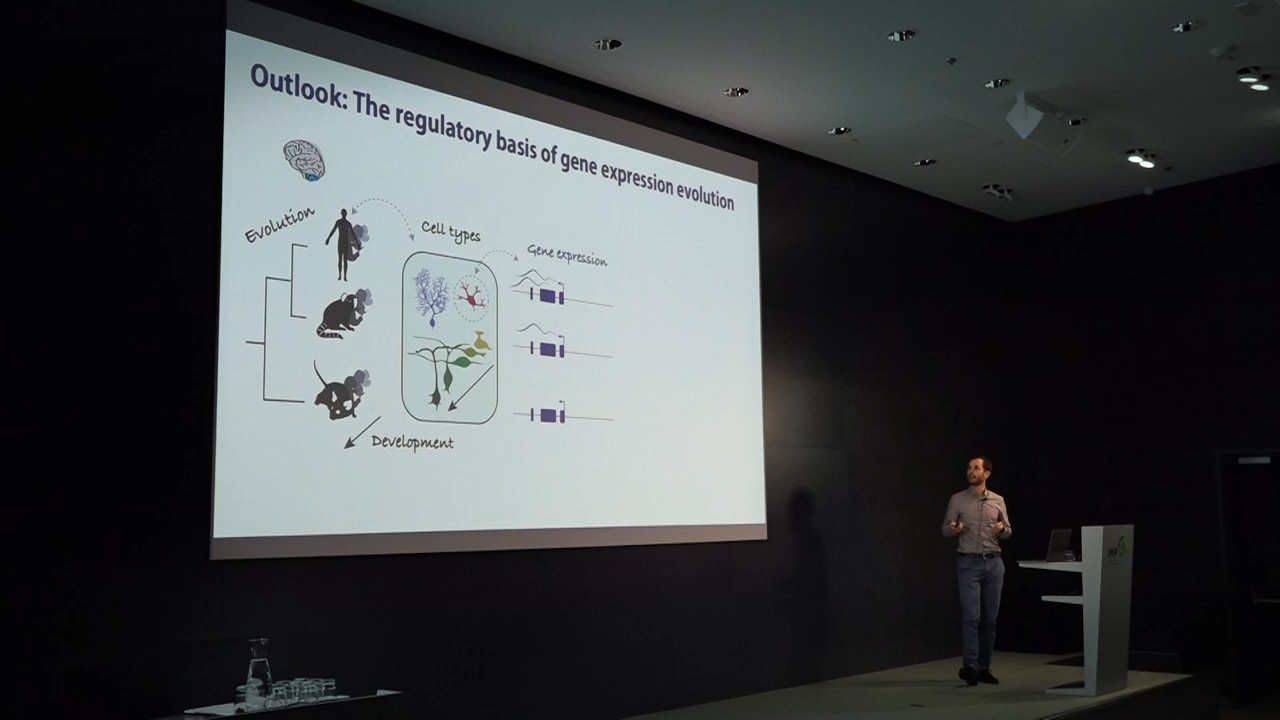 Outlook: The regulatory basis of gene expression evolution
Evolution
Cell types
Gene expression
Development